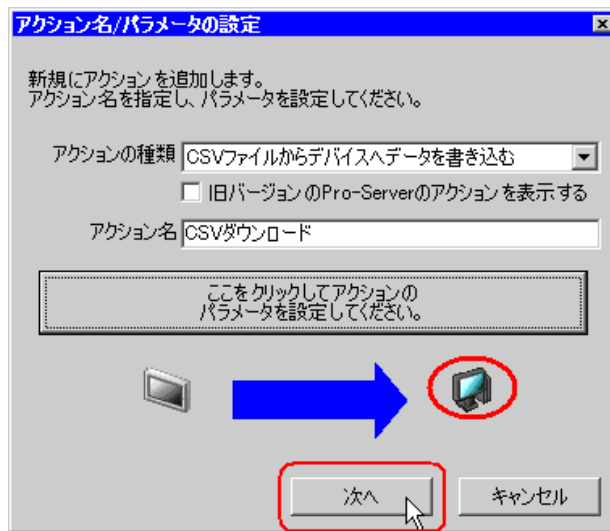 アクション名/パラメータの設定
新規にアクションを追加します。
アクション名を指定し、パラメータを設定してください。
アクションの種類 CSVファイルからデバイスへデータを書き込む
旧バージョンのPro-Serverのアクションを表示する
アクション名 CSVダウンロード
ここをクリックしてアクションの
パラメータを設定してください。
次へ キャンセル